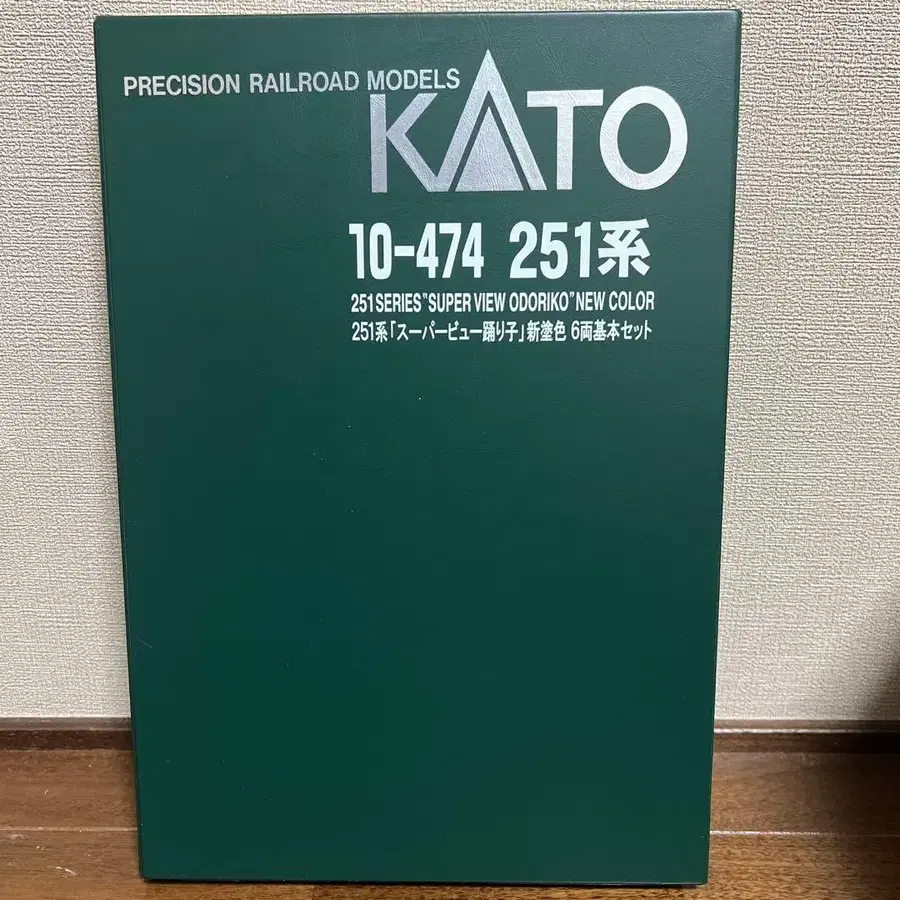 PRECISION RAILROAD MODELS
KATO
10-474 251系
251 SERIES "SUPER VIEW ODORIKO" NEW COLOR
251系「スーパービュー踊り子」新塗色 6両基本セット